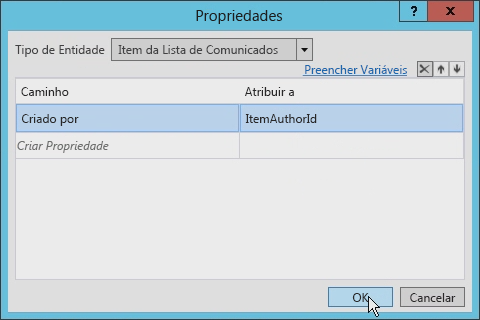 Propriedades
?
Tipo de Entidade Item da Lista de Comunicados
Preencher Variáveis
Caminho Atribuir a
Criado por ItemAuthorId
Criar Propriedade
OK Cancelar